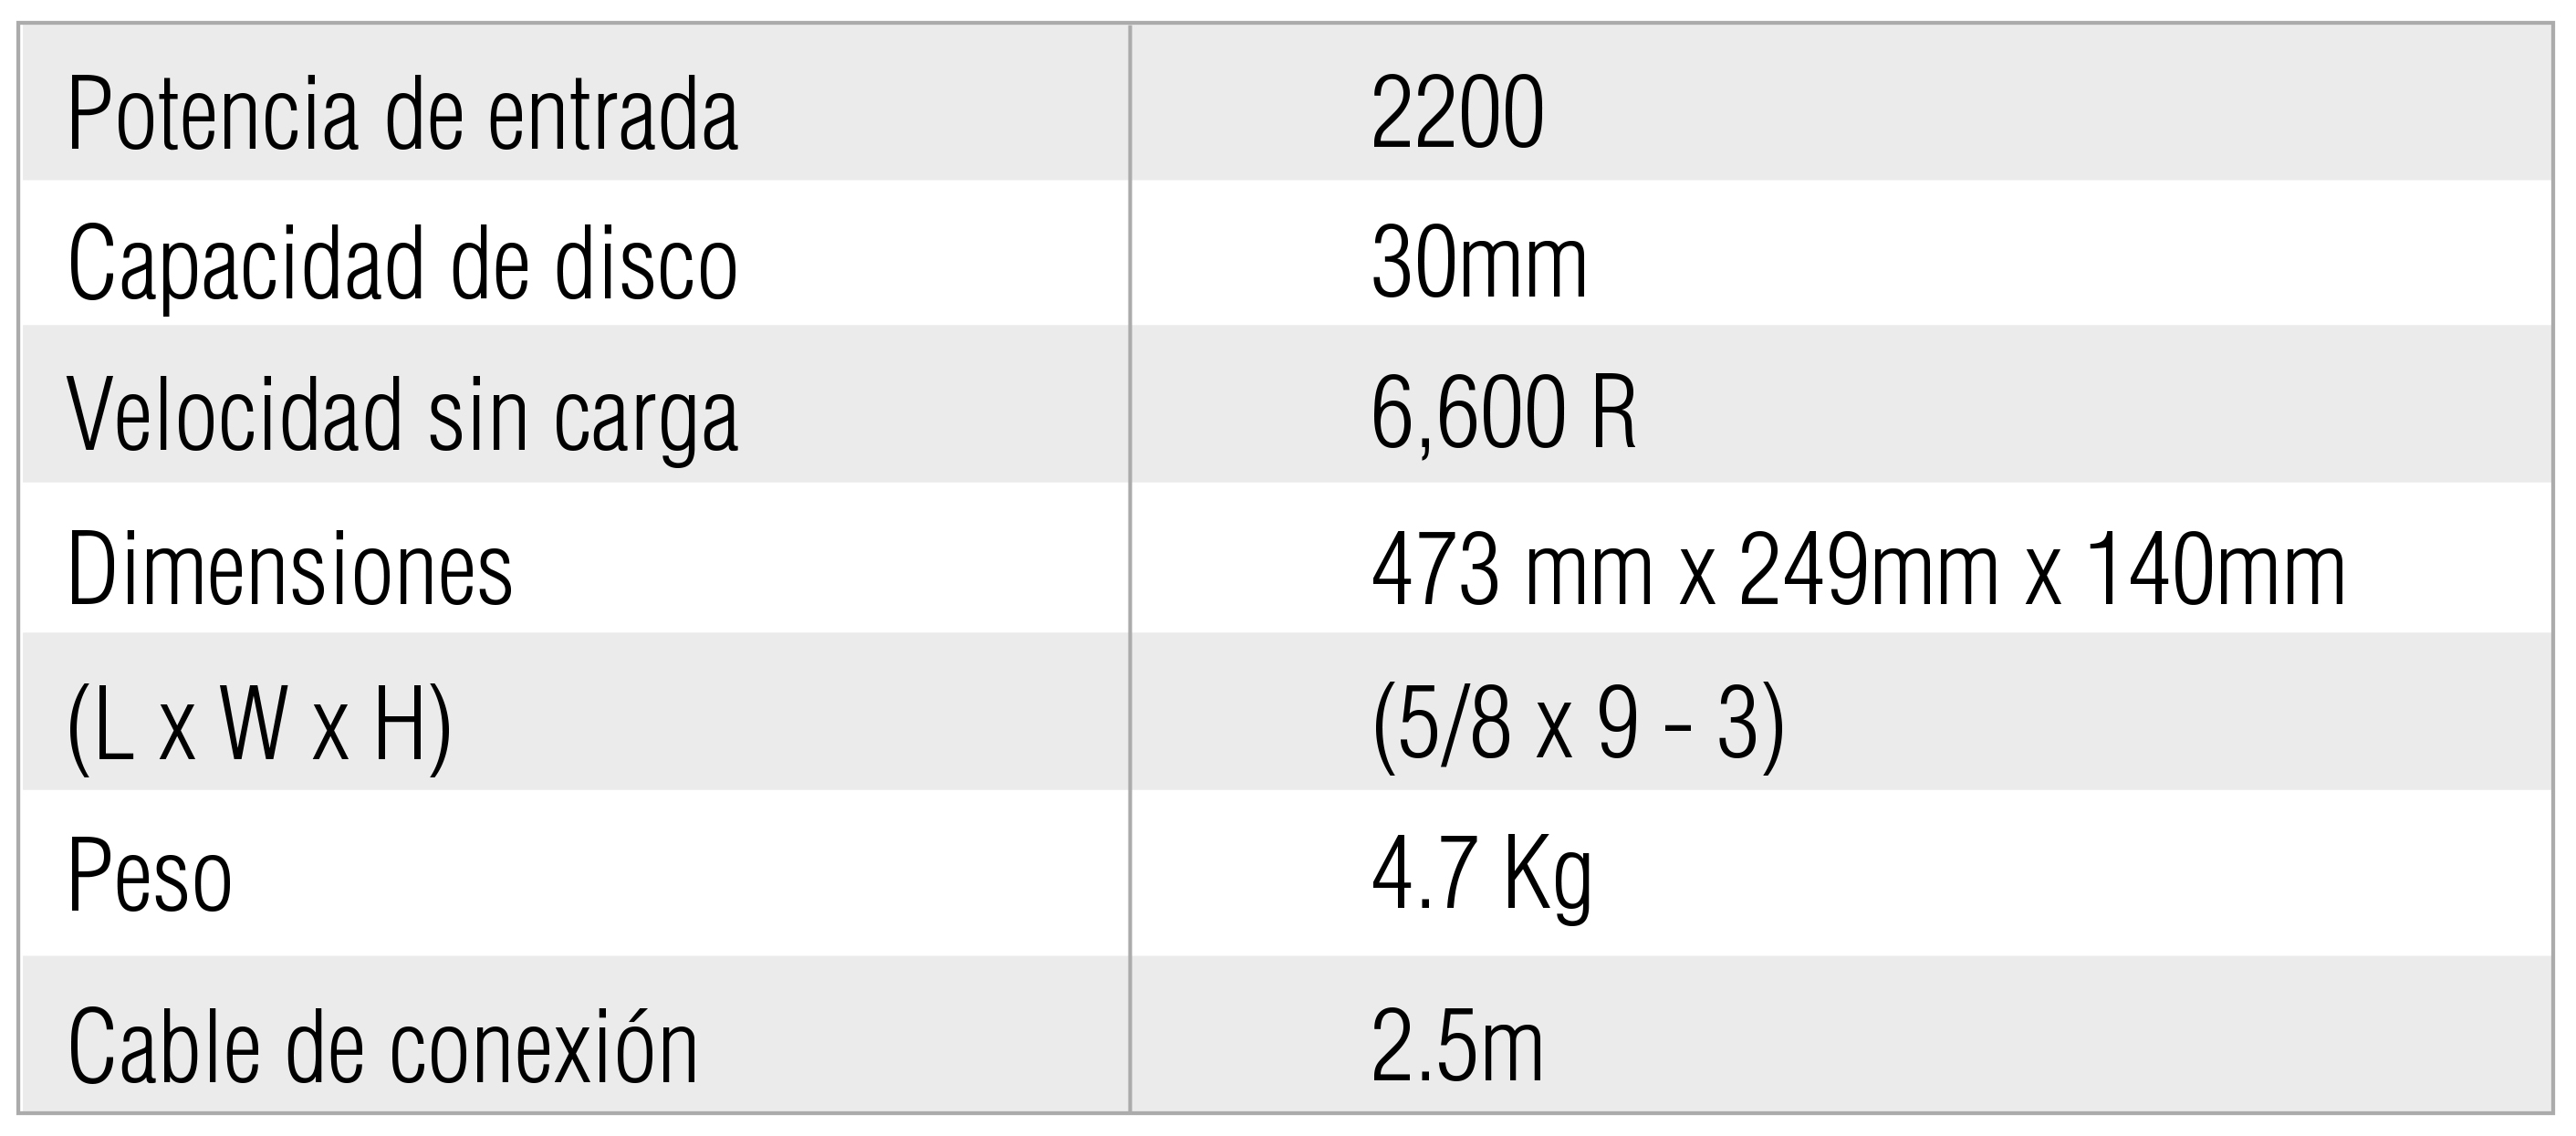 Potencia de entrada 2200
Capacidad de disco 30mm
Velocidad sin carga 6,600 R
Dimensiones 473 mm x 249mm x 140mm
(L x W x H) (5/8 x 9 - 3)
Peso 4.7 Kg
Cable de conexión 2.5m